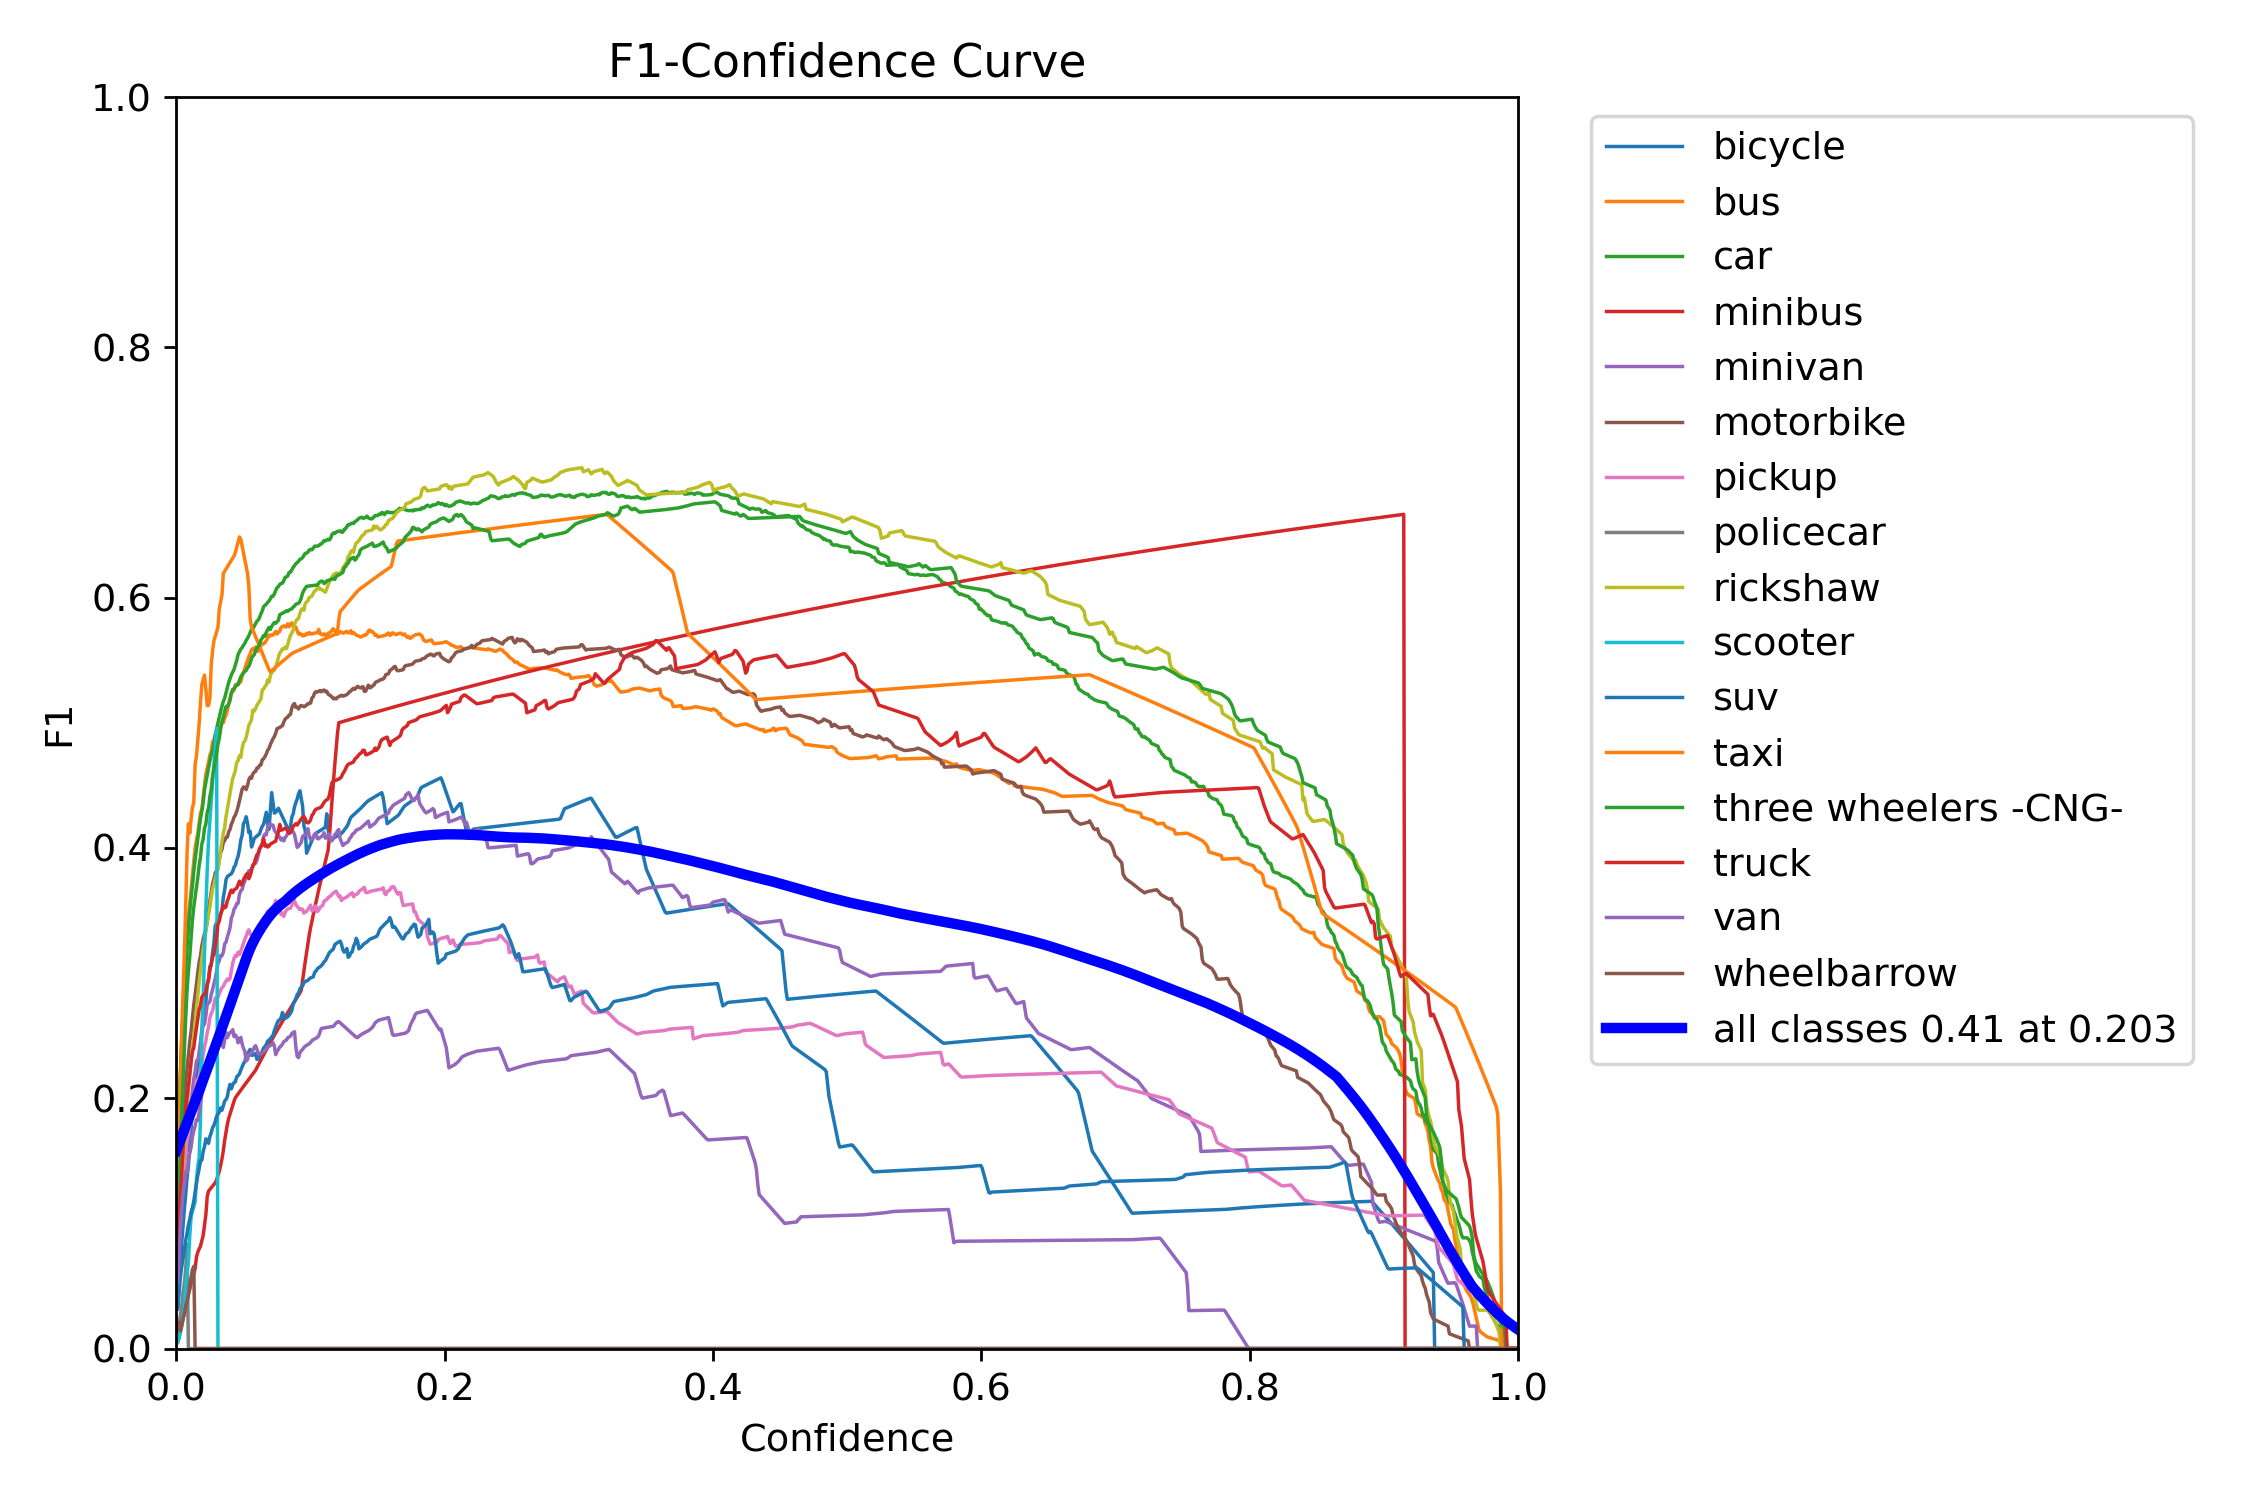 F1-Confidence Curve
1.0
0.8
0.6
0.4
0.2
0.0
F1
0.0 0.2 0.4 0.6 0.8 1.0
Confidence
bicycle
bus
car
minibus
minivan
motorbike
pickup
policecar
rickshaw
scooter
suv
taxi
three wheelers -CNG-
truck
van
wheelbarrow
all classes 0.41 at 0.203